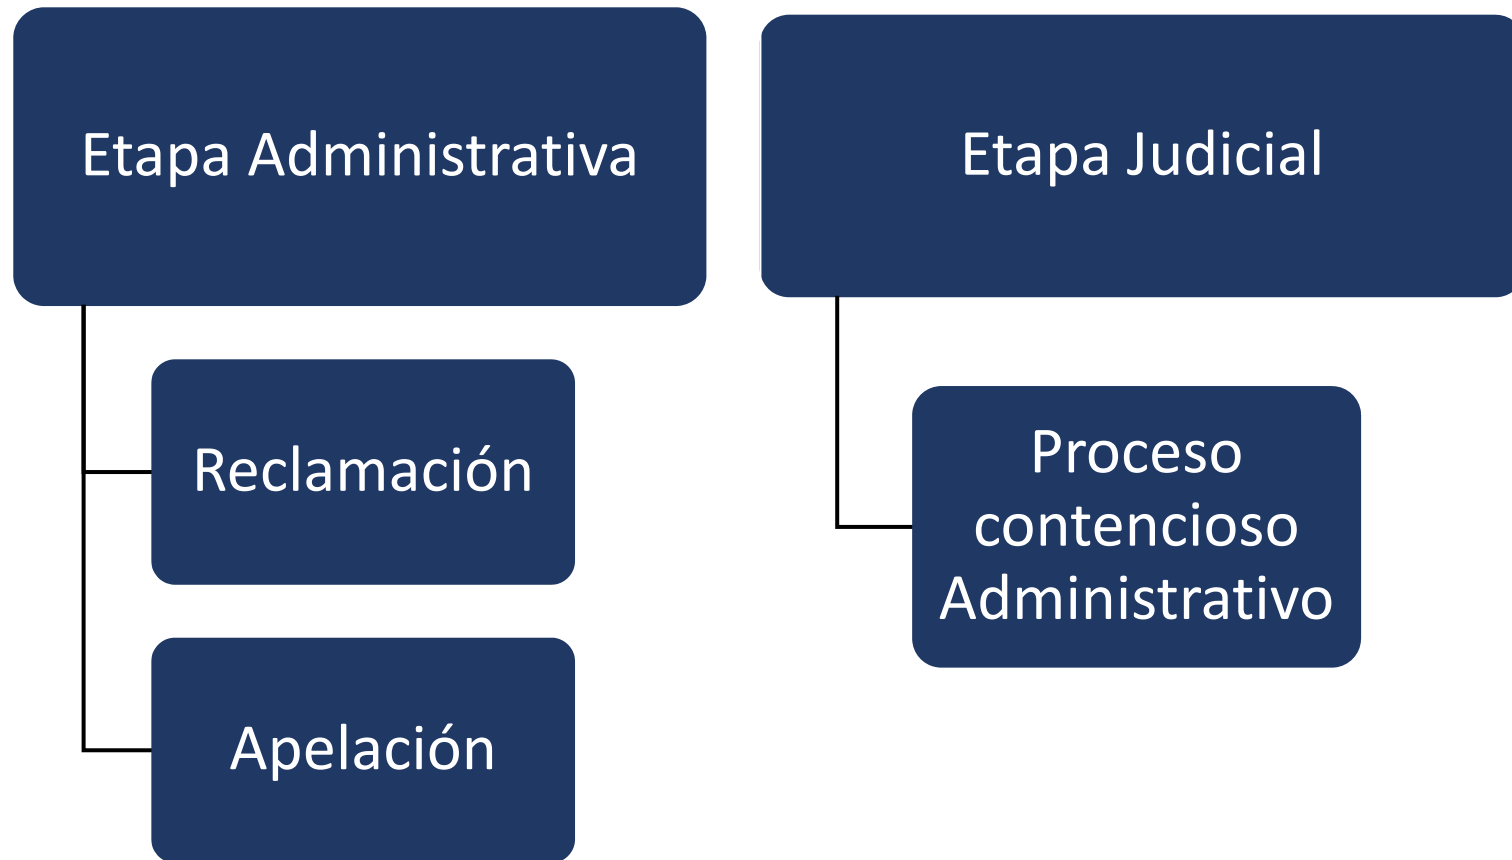 Etapa Administrativa
Reclamación
Apelación
Etapa Judicial
Proceso
contencioso
Administrativo